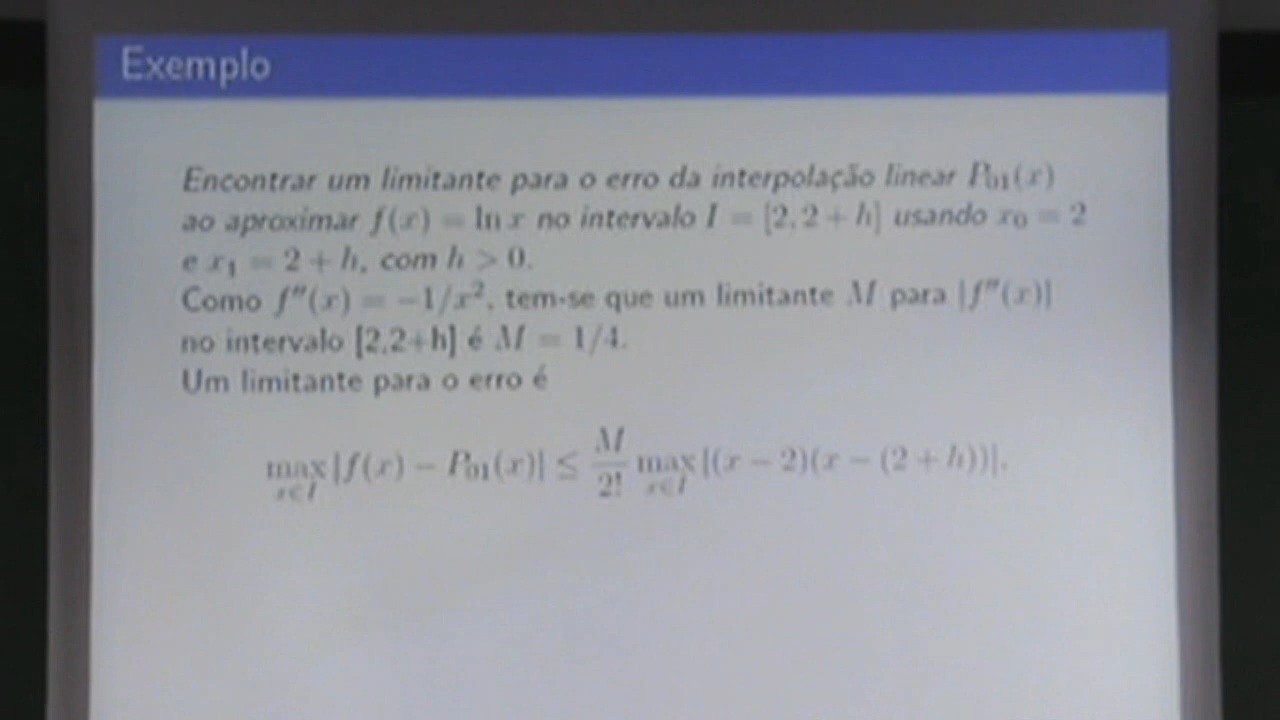 Exemplo
Encontrar um limitante para o erro da interpolação linear P₀₁(x)
ao aproximar f(x) = ln x no intervalo I = [2, 2 + h] usando x₀ = 2
e x₁ = 2 + h, com h > 0.
Como f″(x) = −1/x², tem-se que um limitante M para |f″(x)|
no intervalo [2,2+h] é M = 1/4.
Um limitante para o erro é
max_{x∈I} |f(x) − P₀₁(x)| ≤ M/2! max_{x∈I} |(x − 2)(x − (2 + h))|.